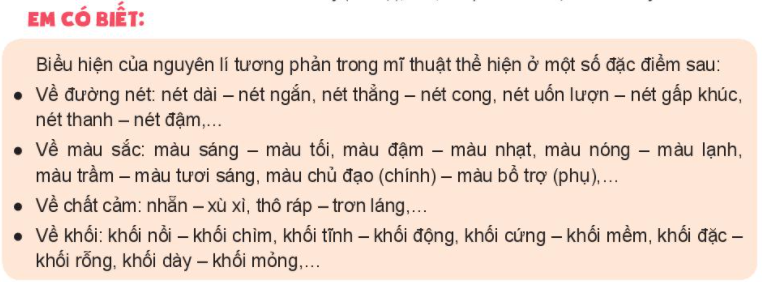 EM CÓ BIẾT:
Biểu hiện của nguyên lí tương phản trong mĩ thuật thể hiện ở một số đặc điểm sau:
• Về đường nét: nét dài – nét ngắn, nét thẳng – nét cong, nét uốn lượn – nét gấp khúc,
nét thanh – nét đậm,...
• Về màu sắc: màu sáng – màu tối, màu đậm – màu nhạt, màu nóng – màu lạnh,
màu trầm – màu tươi sáng, màu chủ đạo (chính) – màu bổ trợ (phụ),...
• Về chất cảm: nhẵn – xù xì, thô ráp – trơn láng,...
• Về khối: khối nổi – khối chìm, khối tĩnh – khối động, khối cứng – khối mềm, khối đặc –
khối rỗng, khối dày – khối mỏng,...